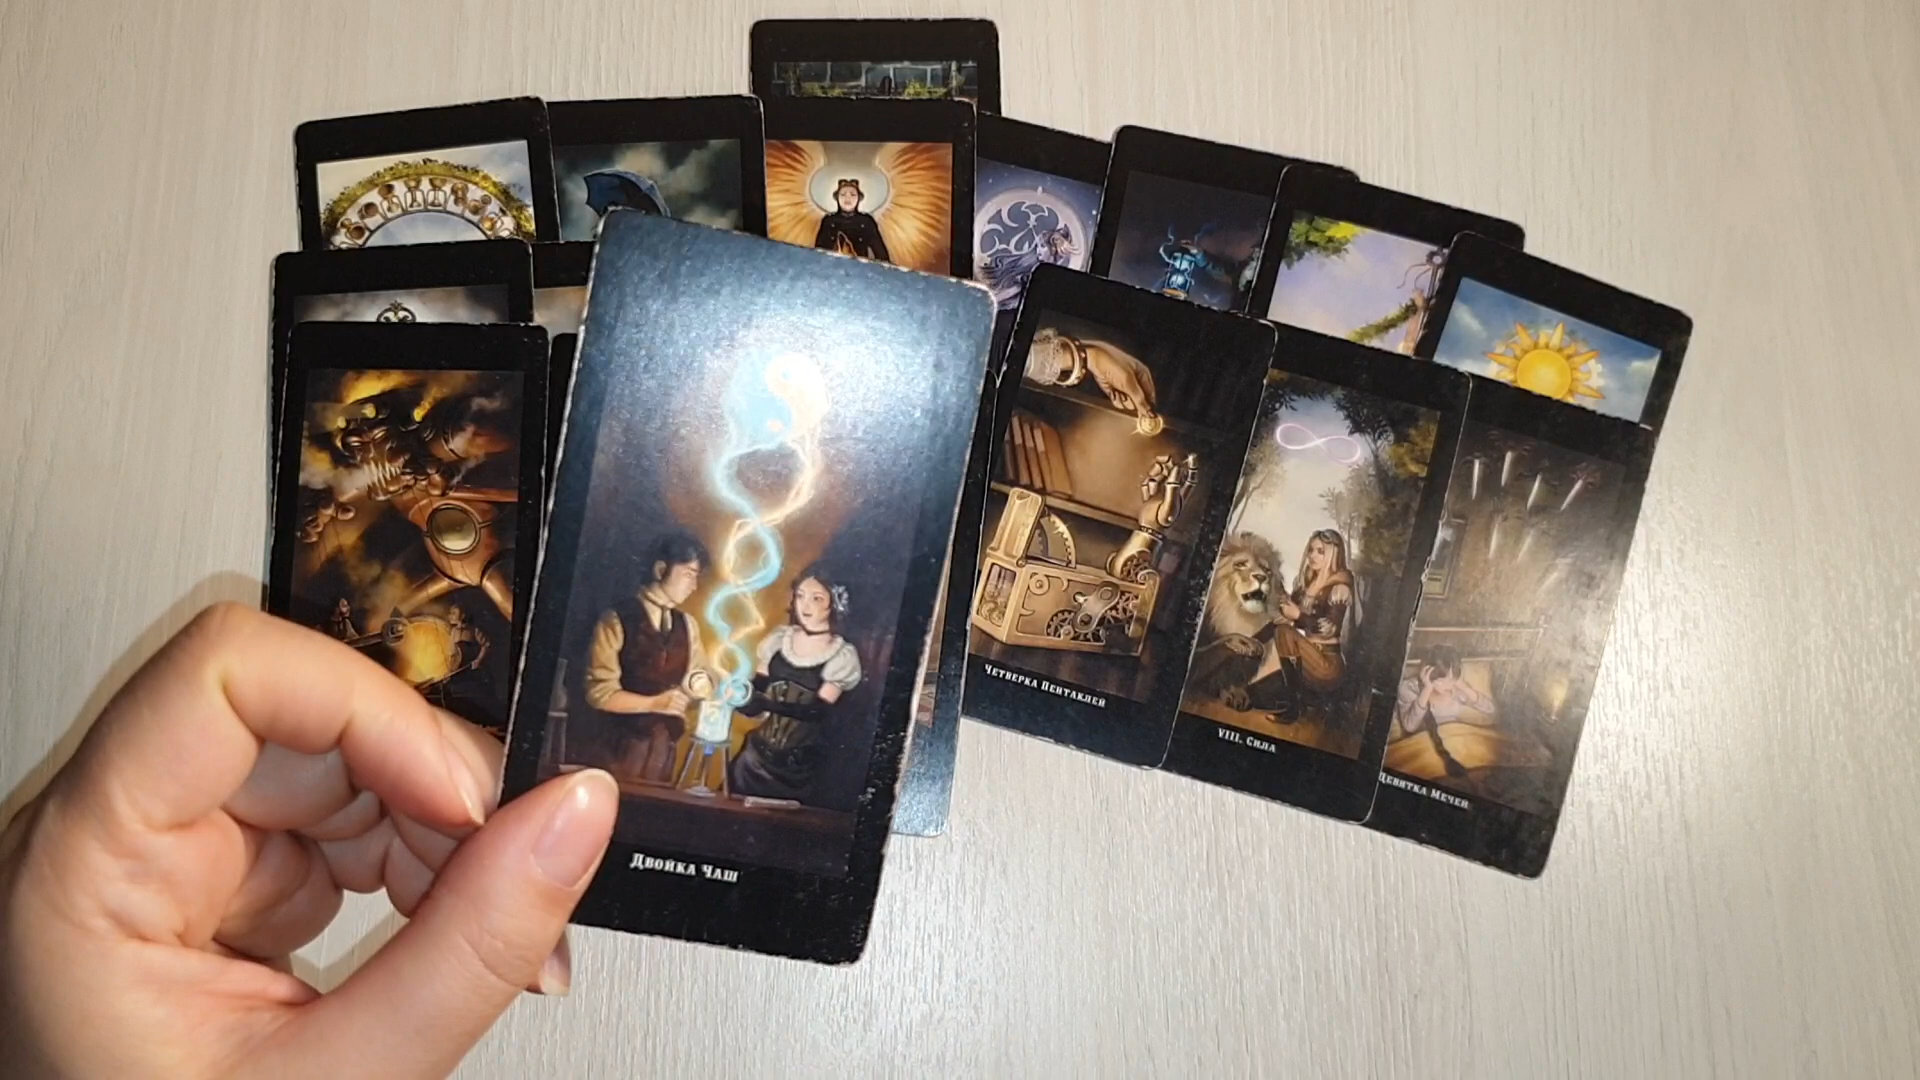 Двойка Чаш
Четверка Пентаклей
VIII. Сила
Девятка Мечей